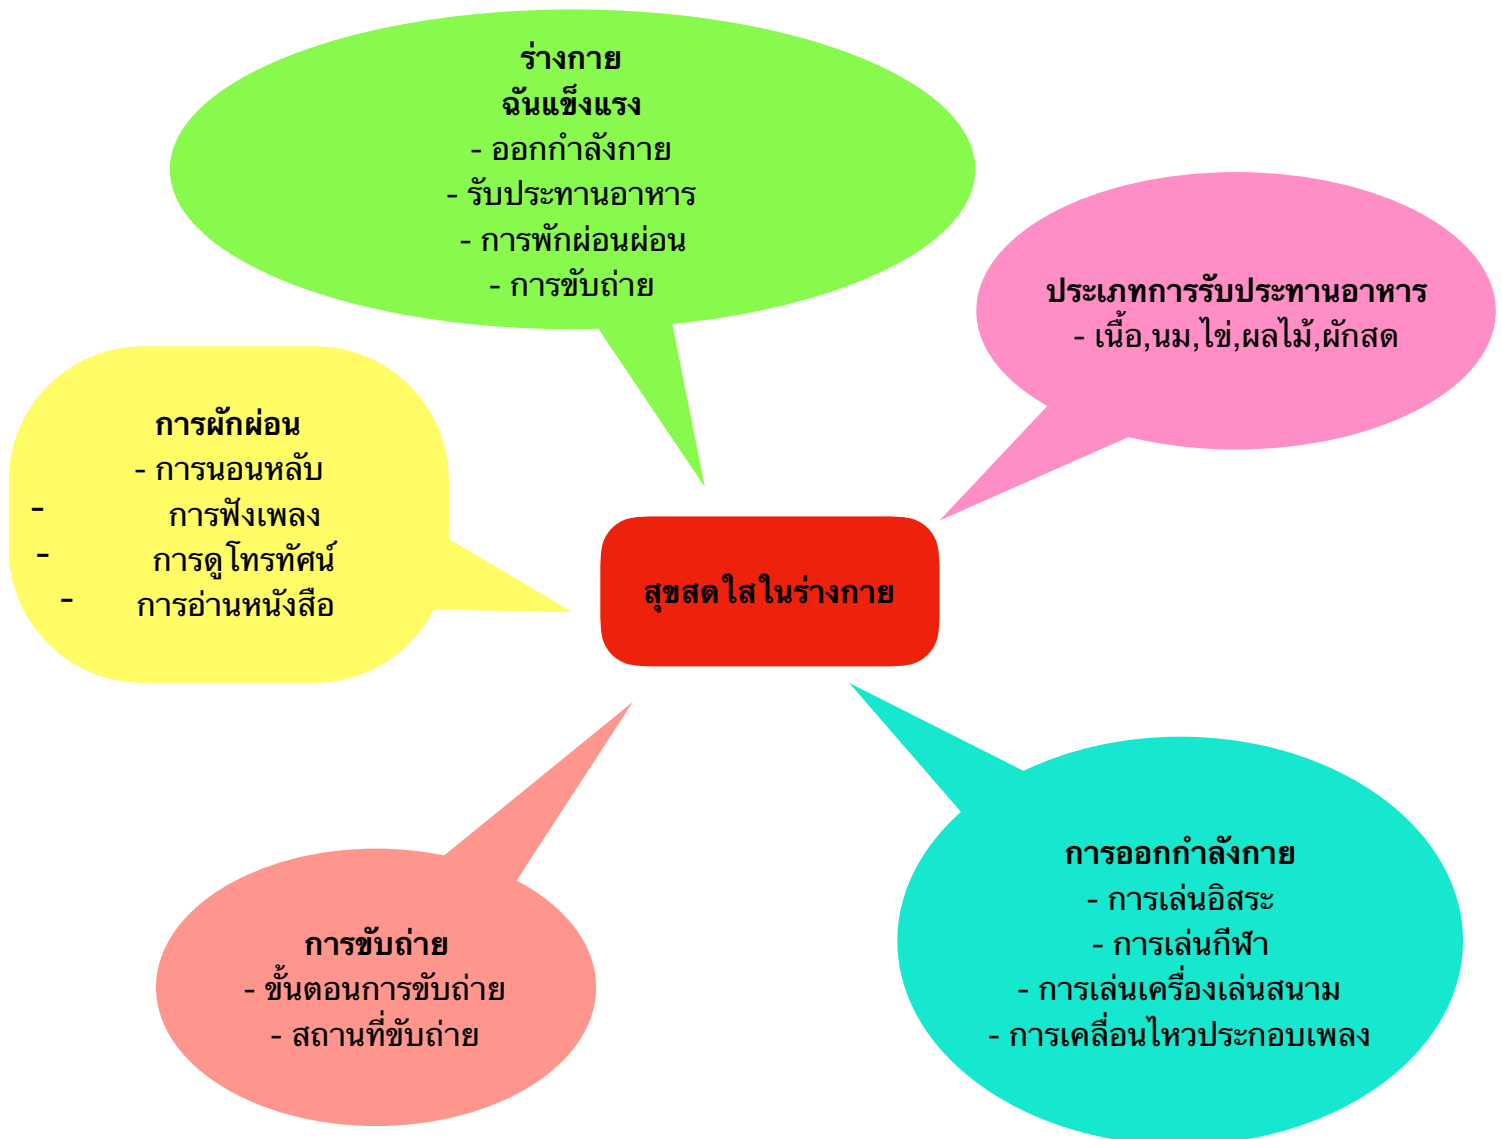 ร่างกาย
ฉันแข็งแรง
- ออกกำลังกาย
- รับประทานอาหาร
- การพักผ่อนผ่อน
- การขับถ่าย
ประเภทการรับประทานอาหาร
- เนื้อ,นม,ไข่,ผลไม้,ผักสด
การผักผ่อน
- การนอนหลับ
- การฟังเพลง
- การดูโทรทัศน์
- การอ่านหนังสือ
สุขสดใสในร่างกาย
การออกกำลังกาย
- การเล่นอิสระ
- การเล่นกีฬา
- การเล่นเครื่องเล่นสนาม
- การเคลื่อนไหวประกอบเพลง
การขับถ่าย
- ขั้นตอนการขับถ่าย
- สถานที่ขับถ่าย